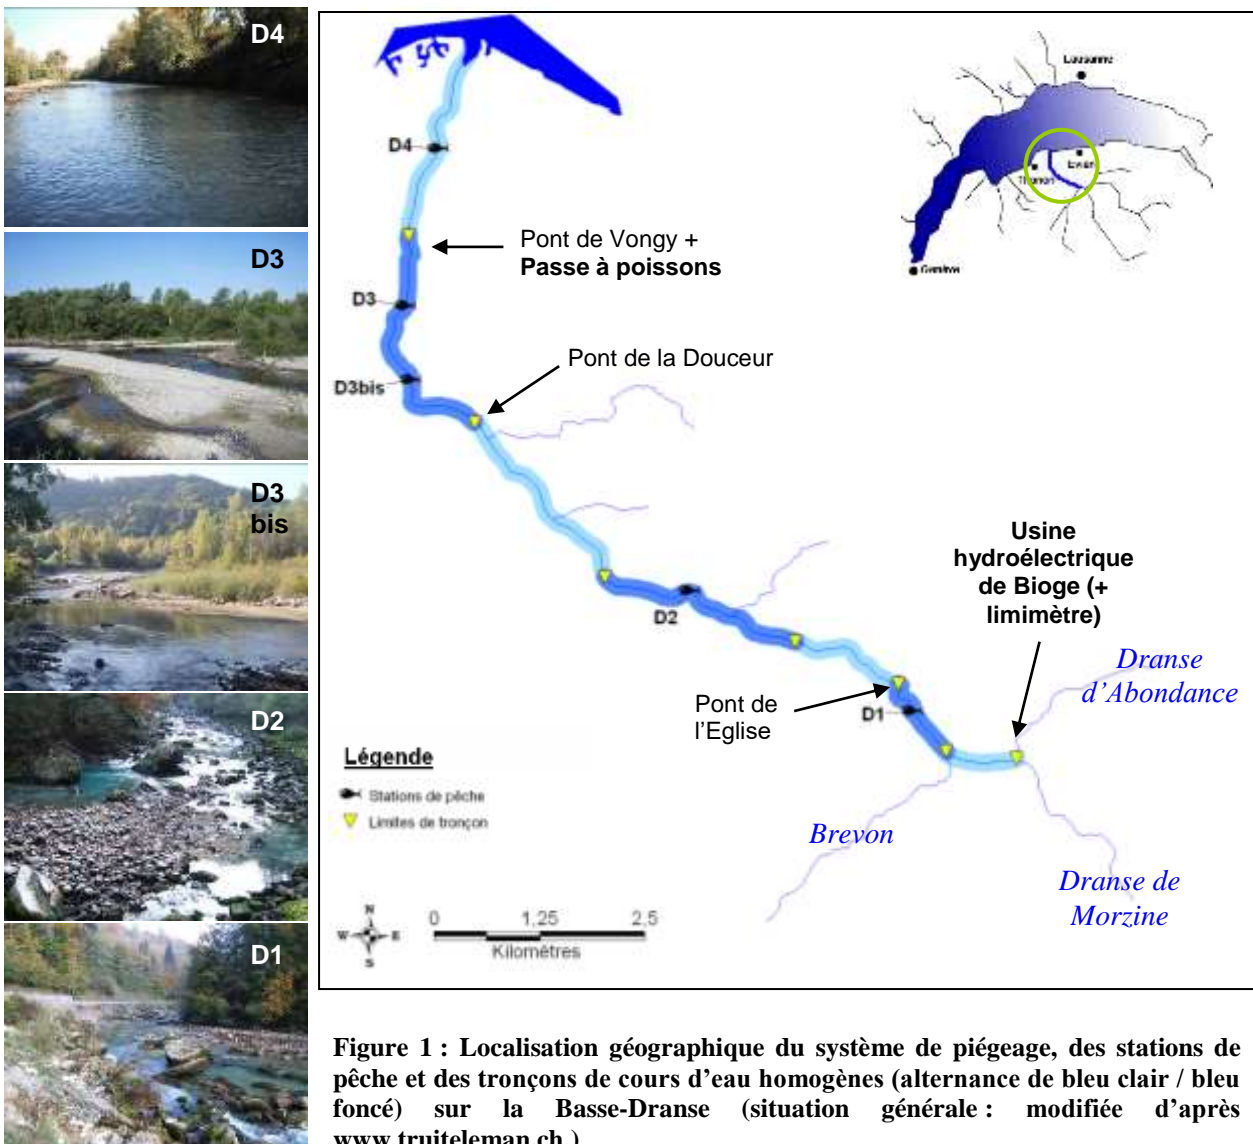 D4
D3
D3
bis
D2
D1
Lausanne
Evian
Thonon
Genève
D4
Pont de Vongy +
Passe à poissons
D3
Pont de la Douceur
D3bis
Usine
hydroélectrique
de Bioge (+
limimètre)
D2
Dranse
d’Abondance
Pont de
l’Eglise
D1
Légende
Stations de pêche
Limites de tronçon
Brevon
Dranse de
Morzine
N
W E
S
0 1,25 2,5
Kilomètres
Figure 1 : Localisation géographique du système de piégeage, des stations de
pêche et des tronçons de cours d’eau homogènes (alternance de bleu clair / bleu
foncé) sur la Basse-Dranse (situation générale : modifiée d’après
www.truiteleman.ch )